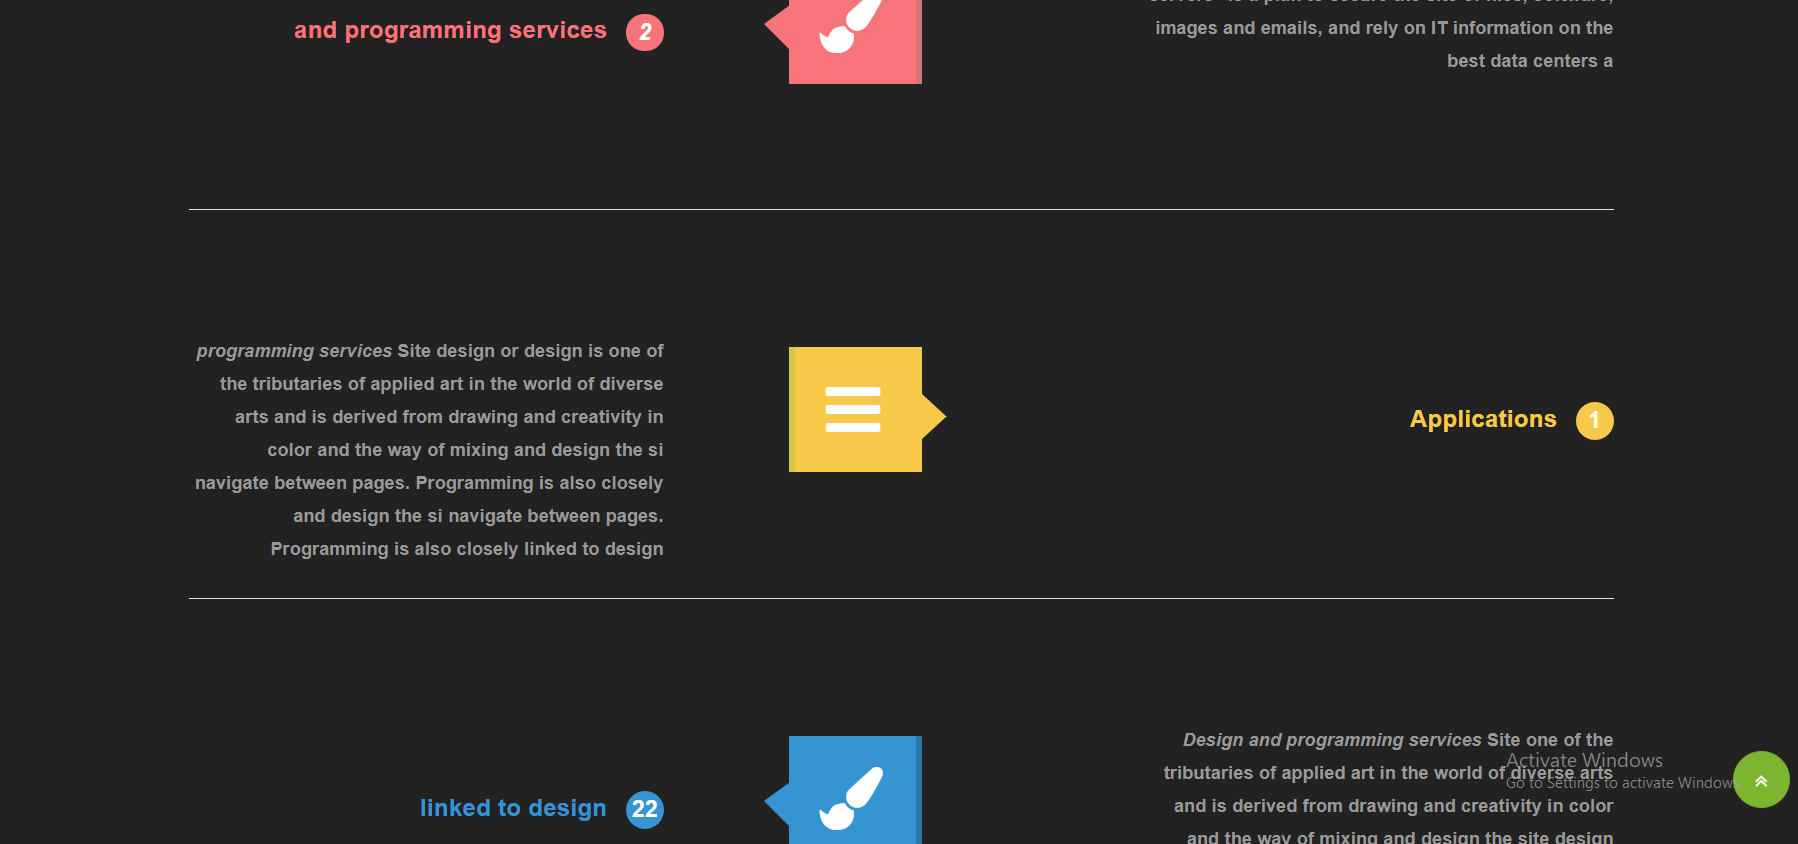 and programming services 2
images and emails, and rely on IT information on the
best data centers a
programming services Site design or design is one of
the tributaries of applied art in the world of diverse
arts and is derived from drawing and creativity in
color and the way of mixing and design the si
navigate between pages. Programming is also closely
and design the si navigate between pages.
Programming is also closely linked to design
Applications 1
linked to design 22
Design and programming services Site one of the
tributaries of applied art in the world of diverse arts
and is derived from drawing and creativity in color
and the way of mixing and design the site design
Activate Windows
Go to Settings to activate Windows.